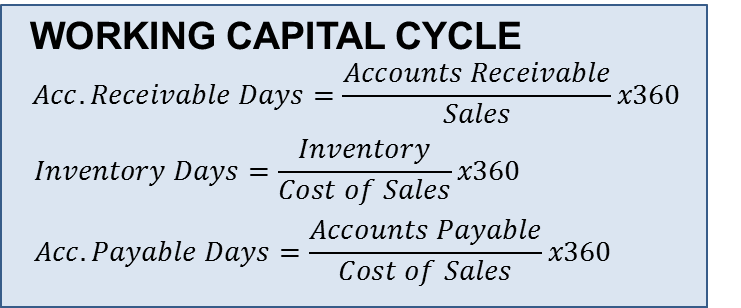 WORKING CAPITAL CYCLE
Acc. Receivable Days = Accounts Receivable / Sales x360
Inventory Days = Inventory / Cost of Sales x360
Acc. Payable Days = Accounts Payable / Cost of Sales x360